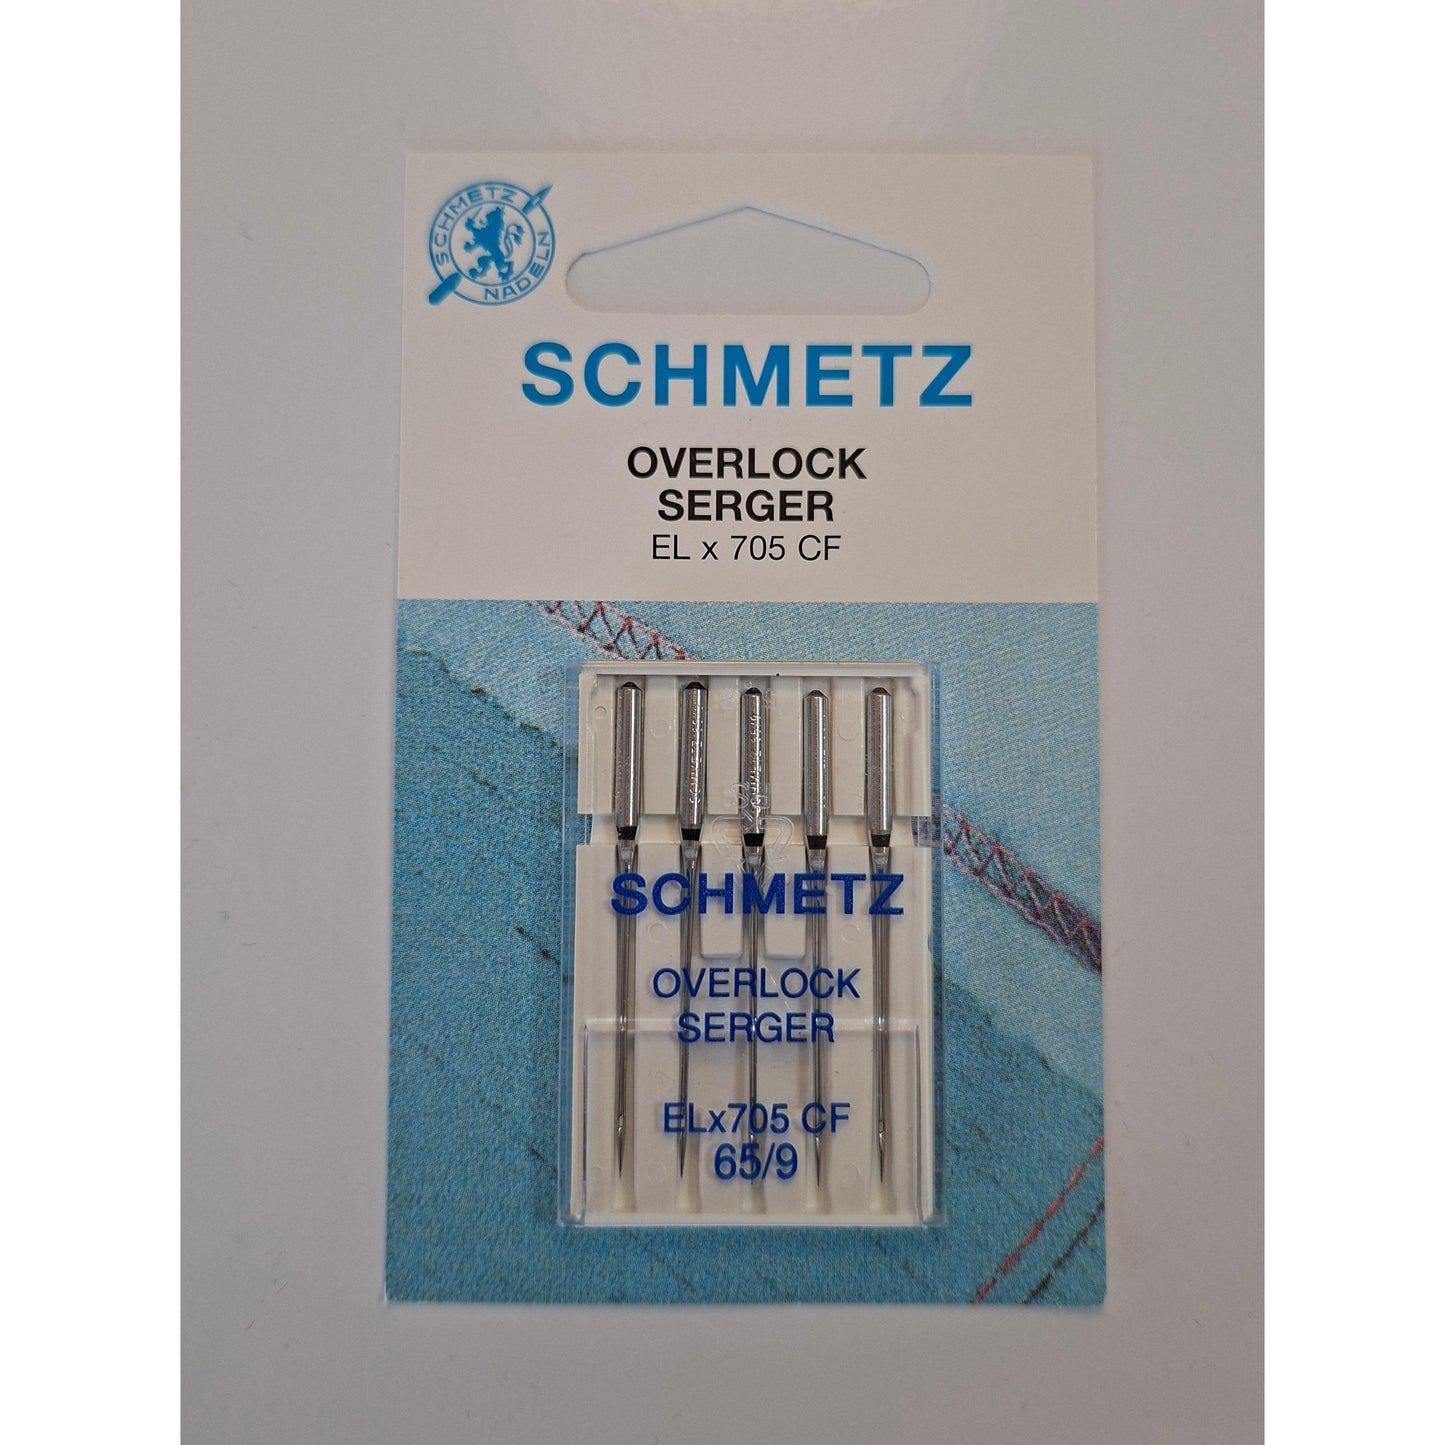 SCHMETZ
NADELN
SCHMETZ
OVERLOCK
SERGER
EL x 705 CF
SCHMETZ
OVERLOCK
SERGER
ELx705 CF
65/9